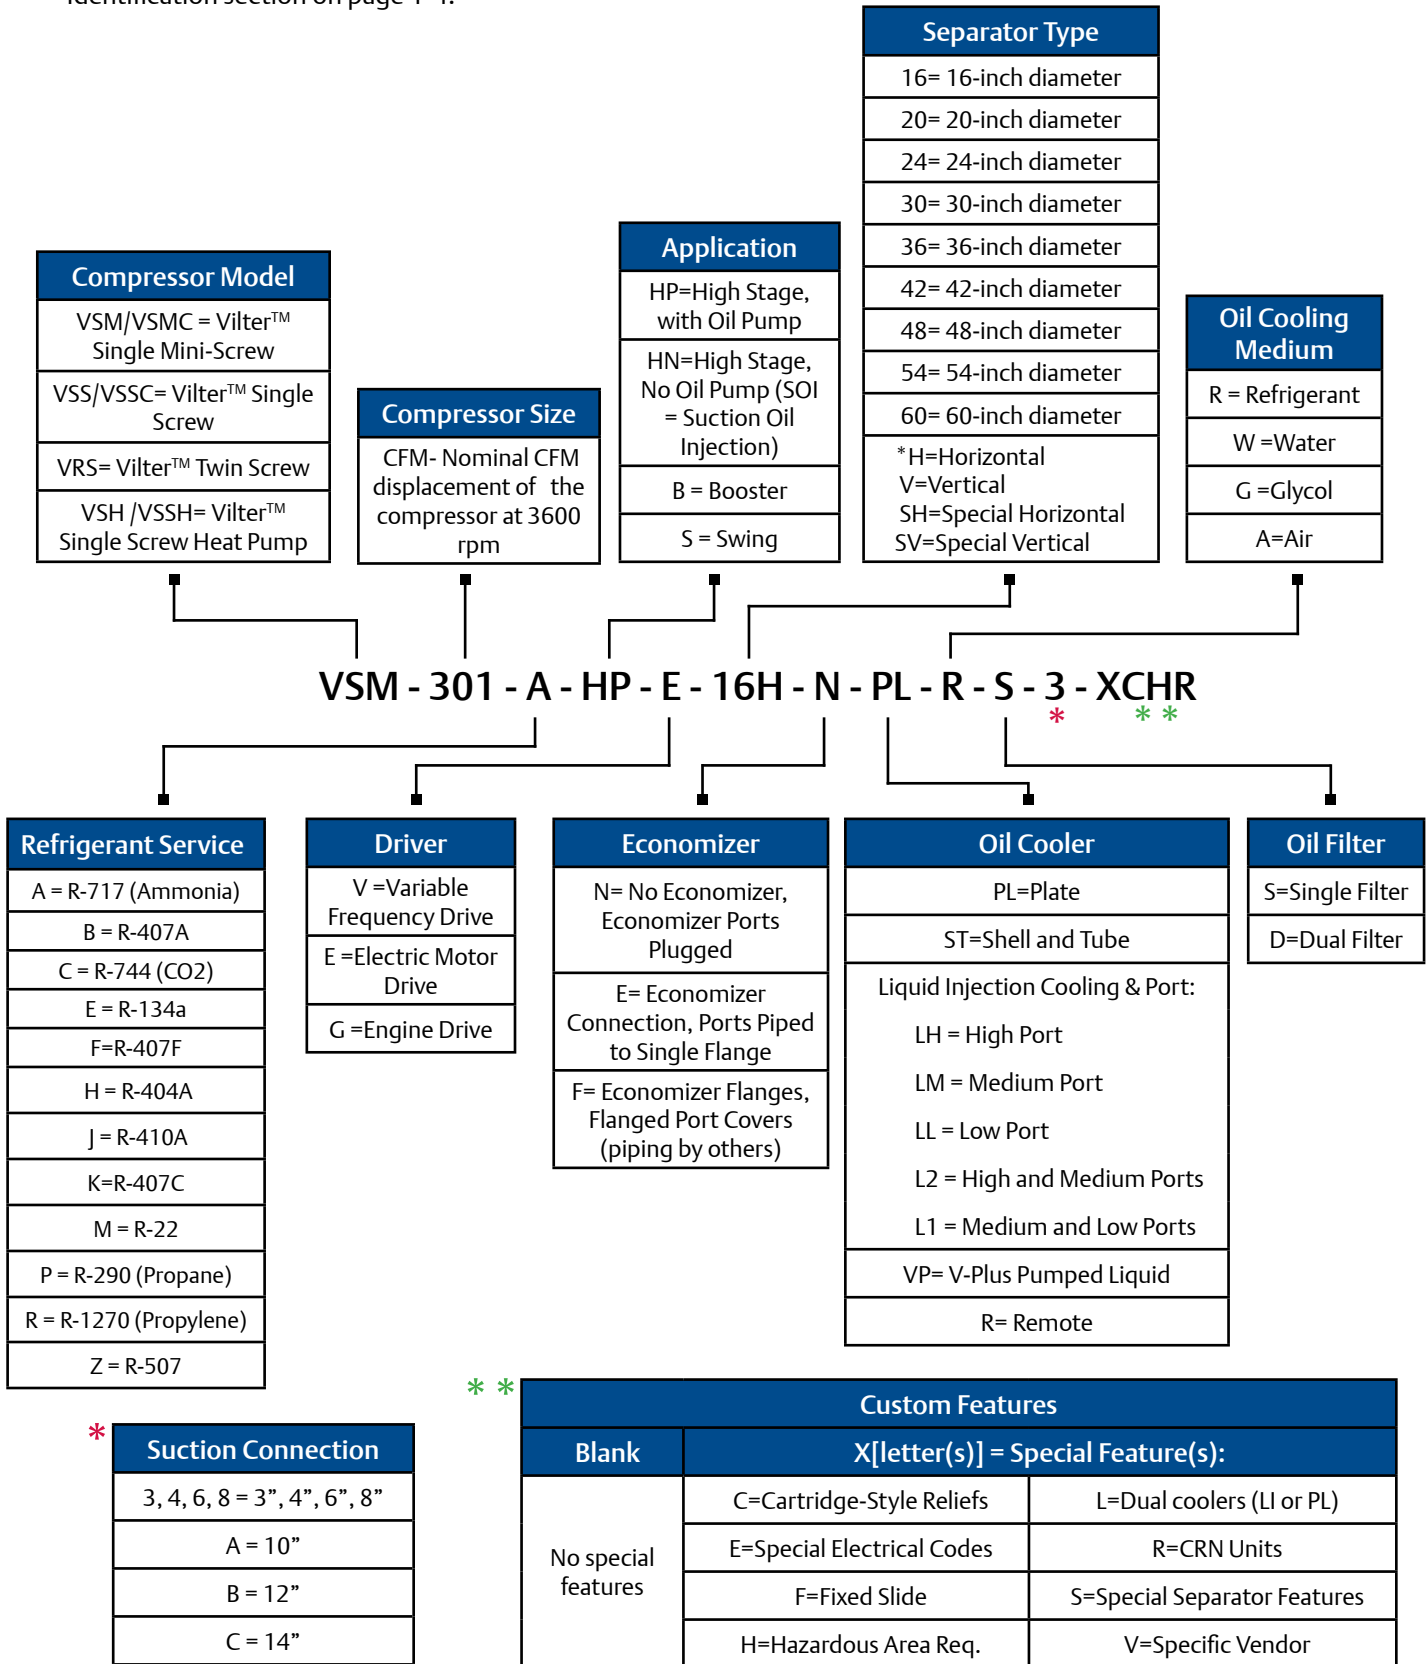 Identification section on page 1-1.
Separator Type
16= 16-inch diameter
20= 20-inch diameter
24= 24-inch diameter
30= 30-inch diameter
36= 36-inch diameter
42= 42-inch diameter
48= 48-inch diameter
54= 54-inch diameter
60= 60-inch diameter
*H=Horizontal
V=Vertical
SH=Special Horizontal
SV=Special Vertical
Application
HP=High Stage,
with Oil Pump
HN=High Stage,
No Oil Pump (SOI
= Suction Oil
Injection)
B = Booster
S = Swing
Compressor Model
VSM/VSMC = Vilter™
Single Mini-Screw
VSS/VSSC= Vilter™ Single
Screw
VRS= Vilter™ Twin Screw
VSH /VSSH= Vilter™
Single Screw Heat Pump
Compressor Size
CFM- Nominal CFM
displacement of the
compressor at 3600
rpm
Oil Cooling
Medium
R = Refrigerant
W =Water
G =Glycol
A=Air
VSM - 301 - A - HP - E - 16H - N - PL - R - S - 3 - XCHR
* * *
Refrigerant Service
A = R-717 (Ammonia)
B = R-407A
C = R-744 (CO2)
E = R-134a
F=R-407F
H = R-404A
J = R-410A
K=R-407C
M = R-22
P = R-290 (Propane)
R = R-1270 (Propylene)
Z = R-507
Driver
V =Variable
Frequency Drive
E =Electric Motor
Drive
G =Engine Drive
Economizer
N= No Economizer,
Economizer Ports
Plugged
E= Economizer
Connection, Ports Piped
to Single Flange
F= Economizer Flanges,
Flanged Port Covers
(piping by others)
Oil Cooler
PL=Plate
ST=Shell and Tube
Liquid Injection Cooling & Port:
LH = High Port
LM = Medium Port
LL = Low Port
L2 = High and Medium Ports
L1 = Medium and Low Ports
VP= V-Plus Pumped Liquid
R= Remote
Oil Filter
S=Single Filter
D=Dual Filter
* Suction Connection
3, 4, 6, 8 = 3”, 4”, 6”, 8”
A = 10”
B = 12”
C = 14”
* * Custom Features
Blank X[letter(s)] = Special Feature(s):
No special
features
C=Cartridge-Style Reliefs L=Dual coolers (LI or PL)
E=Special Electrical Codes R=CRN Units
F=Fixed Slide S=Special Separator Features
H=Hazardous Area Req. V=Specific Vendor